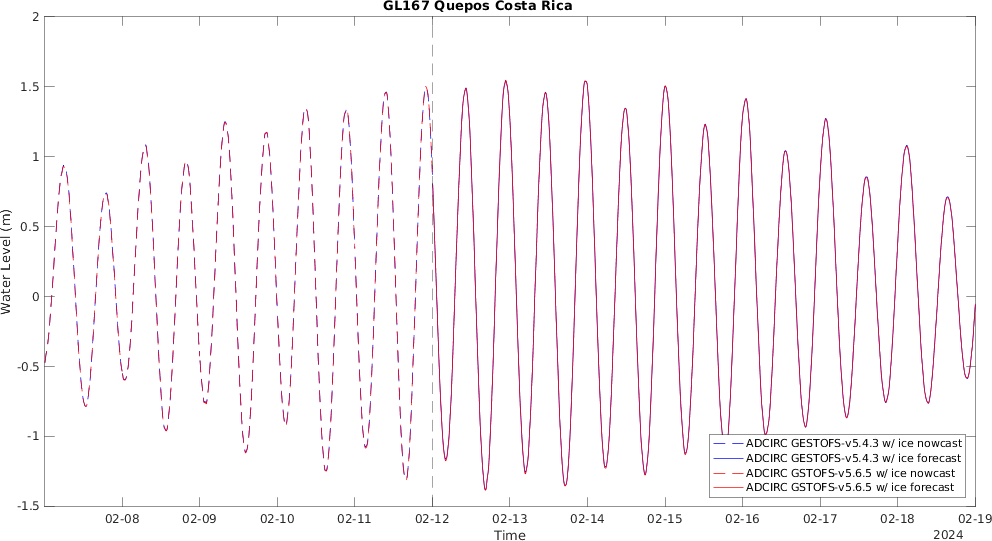 GL167 Quepos Costa Rica
2
1.5
1
0.5
0
-0.5
-1
-1.5
Water Level (m)
ADCIRC GESTOFS-v5.4.3 w/ ice nowcast
ADCIRC GESTOFS-v5.4.3 w/ ice forecast
ADCIRC GSTOFS-v5.6.5 w/ ice nowcast
ADCIRC GSTOFS-v5.6.5 w/ ice forecast
02-08 02-09 02-10 02-11 02-12 02-13 02-14 02-15 02-16 02-17 02-18 02-19
Time
2024